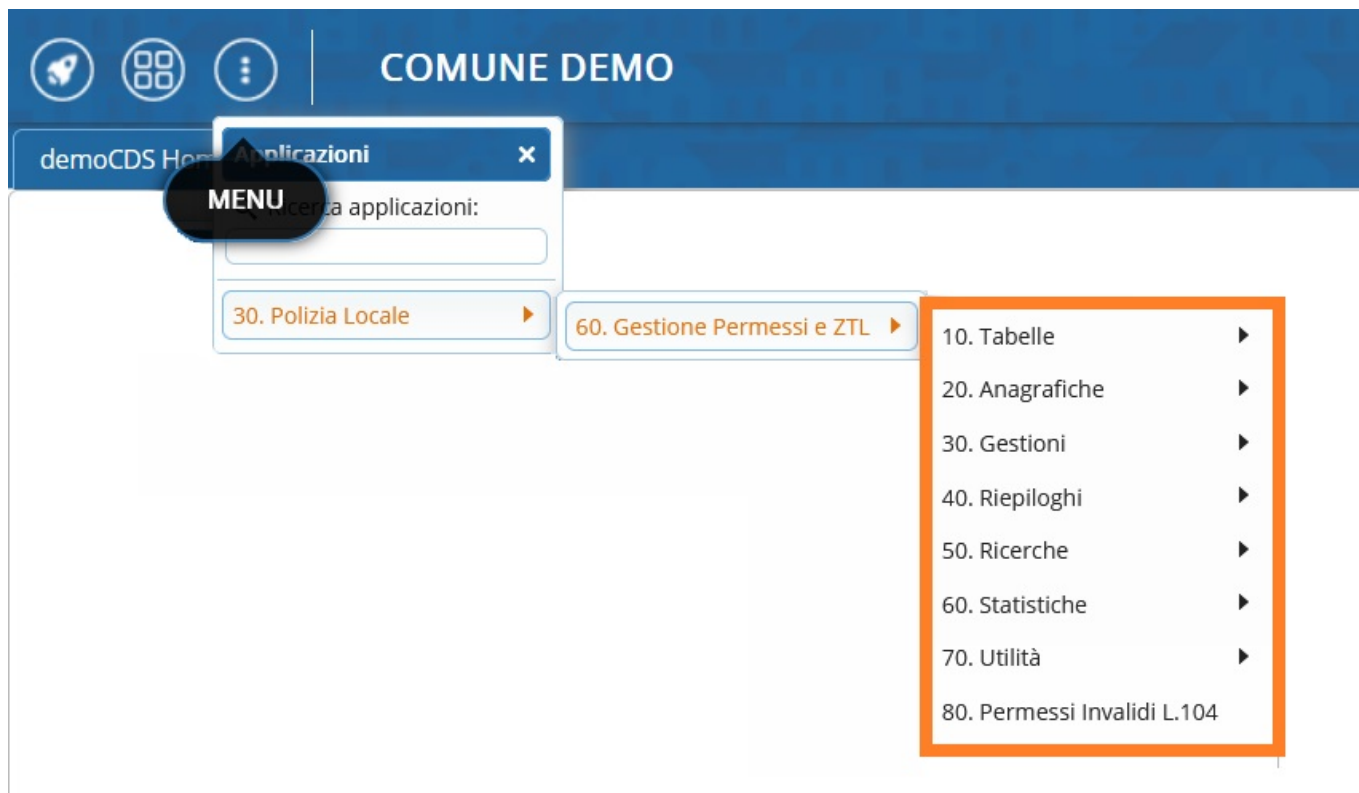 COMUNE DEMO
demoCDS Hom
Applicazioni
MENU
Ricerca applicazioni:
30. Polizia Locale
60. Gestione Permessi e ZTL
10. Tabelle
20. Anagrafiche
30. Gestioni
40. Riepiloghi
50. Ricerche
60. Statistiche
70. Utilità
80. Permessi Invalidi L.104